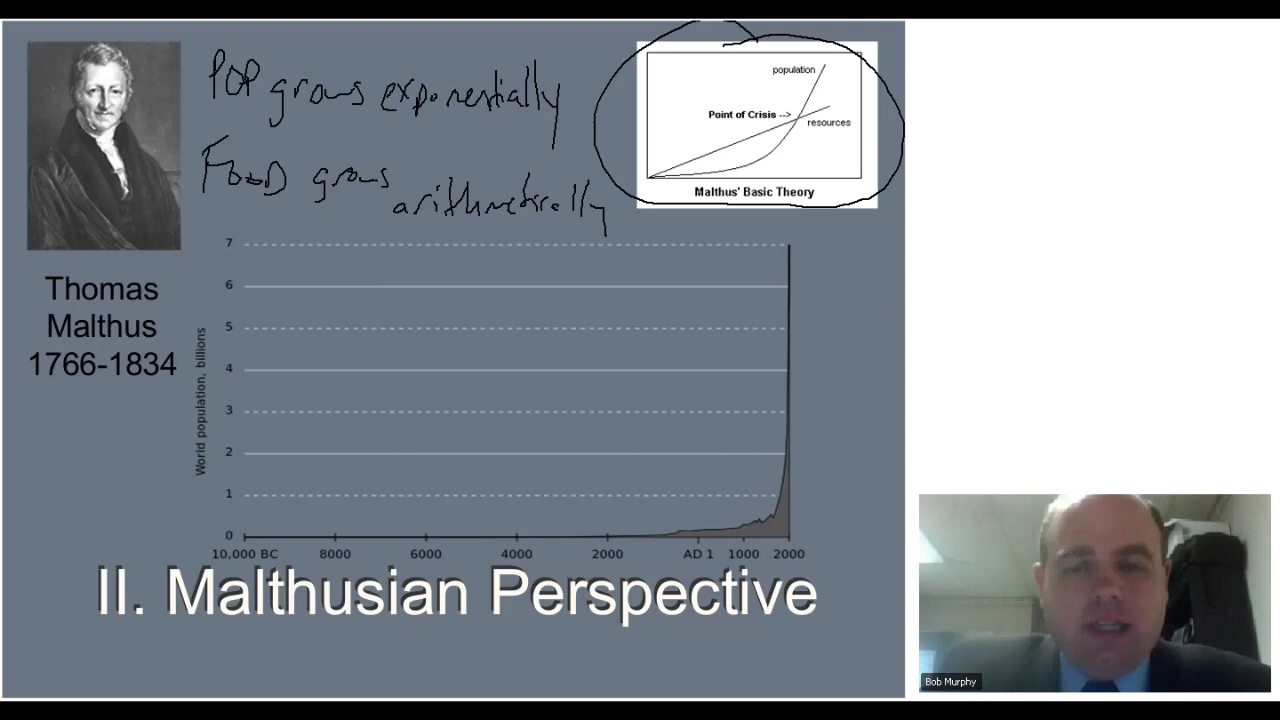 POP grows exponentially
FOOD grows
arithmetically
population
Point of Crisis -->
resources
Malthus' Basic Theory
Thomas
Malthus
1766-1834
World population, billions
7
6
5
4
3
2
1
0
10,000 BC 8000 6000 4000 2000 AD 1 1000 2000
II. Malthusian Perspective
Bob Murphy